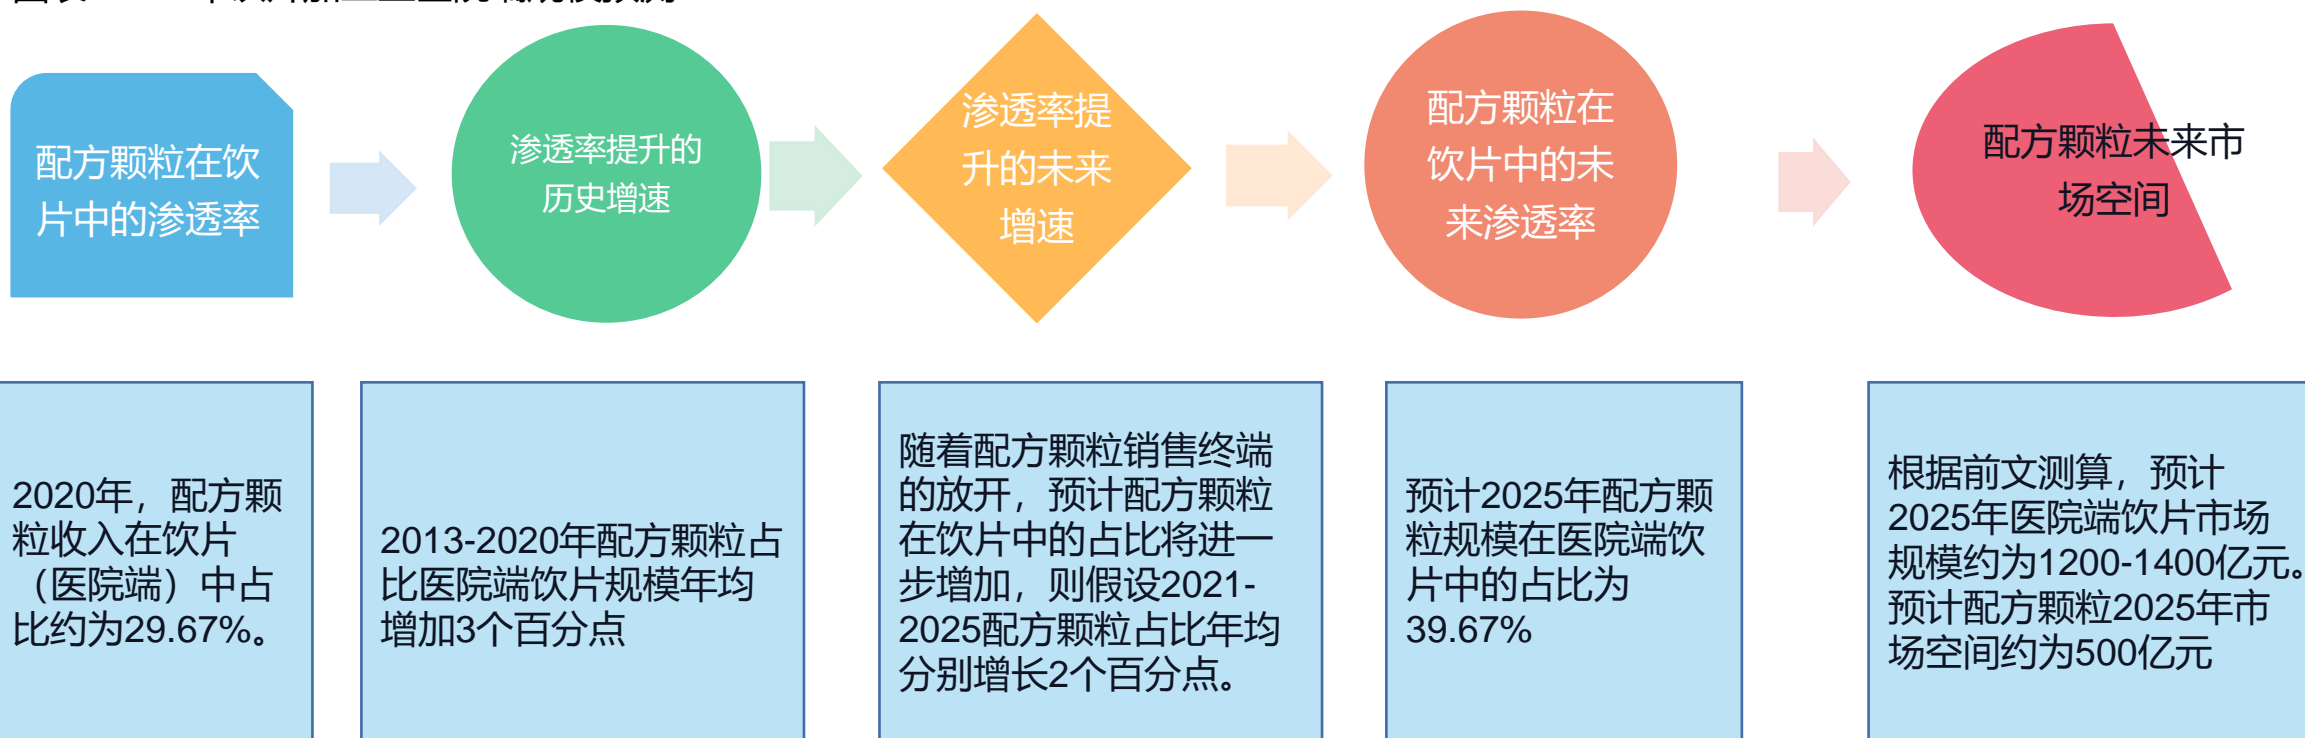 配方颗粒在饮
片中的渗透率
渗透率提升的
历史增速
渗透率提
升的未来
增速
配方颗粒在
饮片中的未
来渗透率
配方颗粒未来市
场空间
2020年，配方颗
粒收入在饮片
（医院端）中占
比约为29.67%。
2013-2020年配方颗粒占
比医院端饮片规模年均
增加3个百分点
随着配方颗粒销售终端
的放开，预计配方颗粒
在饮片中的占比将进一
步增加，则假设2021-
2025配方颗粒占比年均
分别增长2个百分点。
预计2025年配方颗
粒规模在医院端饮
片中的占比为
39.67%
根据前文测算，预计
2025年医院端饮片市场
规模约为1200-1400亿元。
预计配方颗粒2025年市
场空间约为500亿元